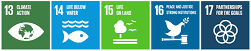 13 CLIMATE
ACTION
14 LIFE BELOW
WATER
15 LIFE
ON LAND
16 PEACE AND JUSTICE
STRONG INSTITUTIONS
17 PARTNERSHIPS
FOR THE GOALS